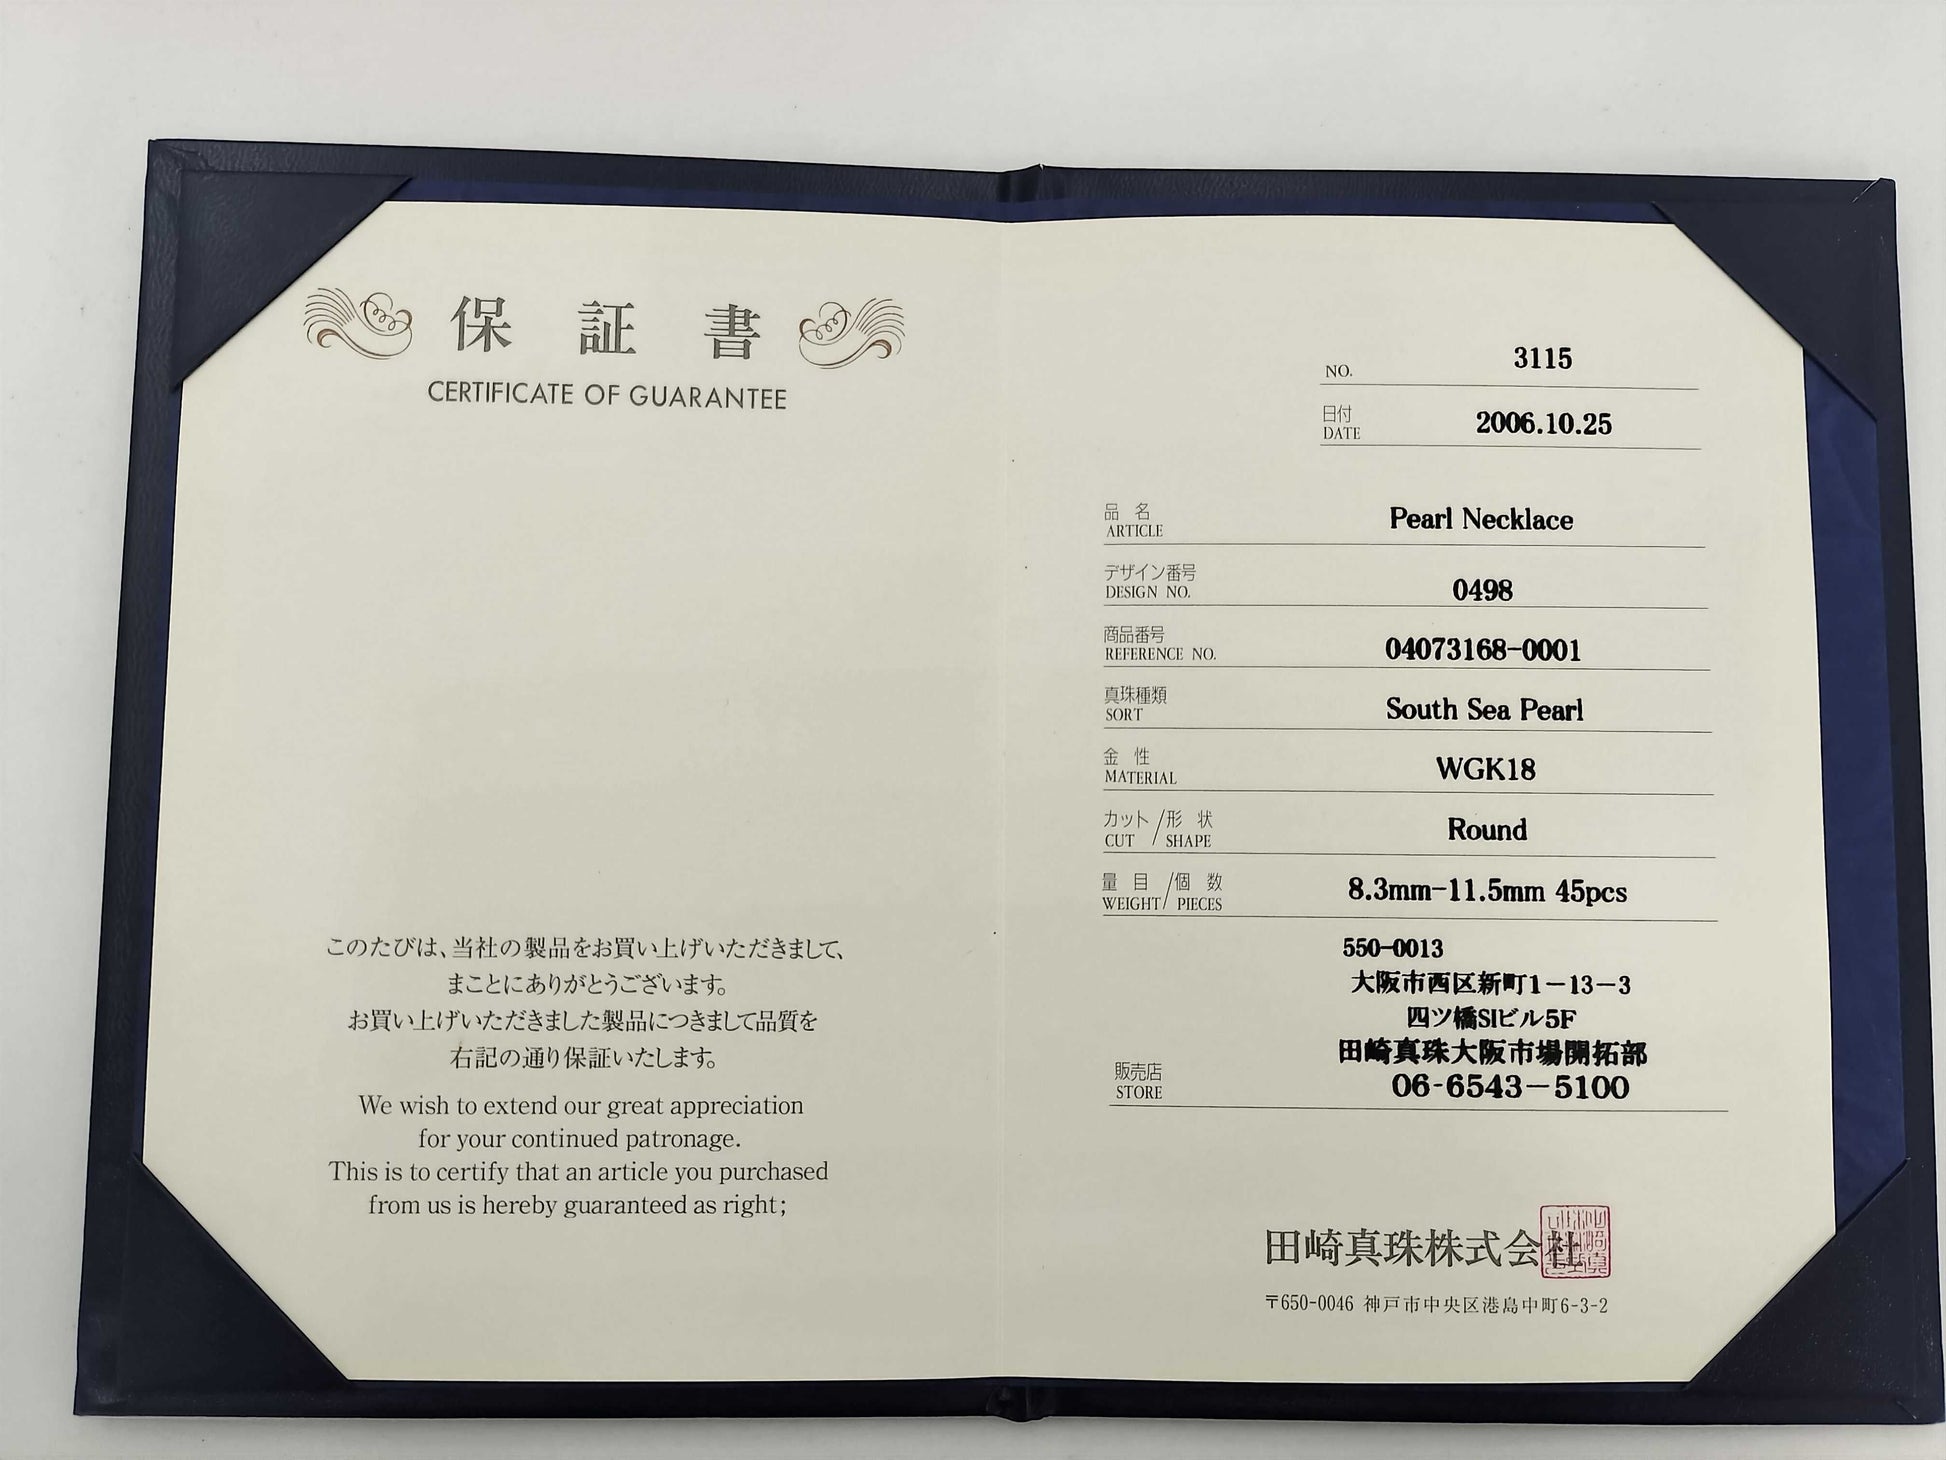 保証書
CERTIFICATE OF GUARANTEE
このたびは、当社の製品をお買い上げいただきまして、
まことにありがとうございます。
お買い上げいただきました製品につきまして品質を
右記の通り保証いたします。
We wish to extend our great appreciation
for your continued patronage.
This is to certify that an article you purchased
from us is hereby guaranteed as right;
NO. 3115
日付
DATE 2006.10.25
品名
ARTICLE Pearl Necklace
デザイン番号
DESIGN NO. 0498
商品番号
REFERENCE NO. 04073168-0001
真珠種類
SORT South Sea Pearl
金性
MATERIAL WGK18
カット/形状
CUT / SHAPE Round
量目/個数
WEIGHT / PIECES 8.3mm-11.5mm 45pcs
550-0013
大阪市西区新町1－13－3
四ツ橋SIビル5F
田崎真珠大阪市場開拓部
販売店
STORE 06-6543－5100
田崎真珠株式会社
〒650-0046 神戸市中央区港島中町6-3-2